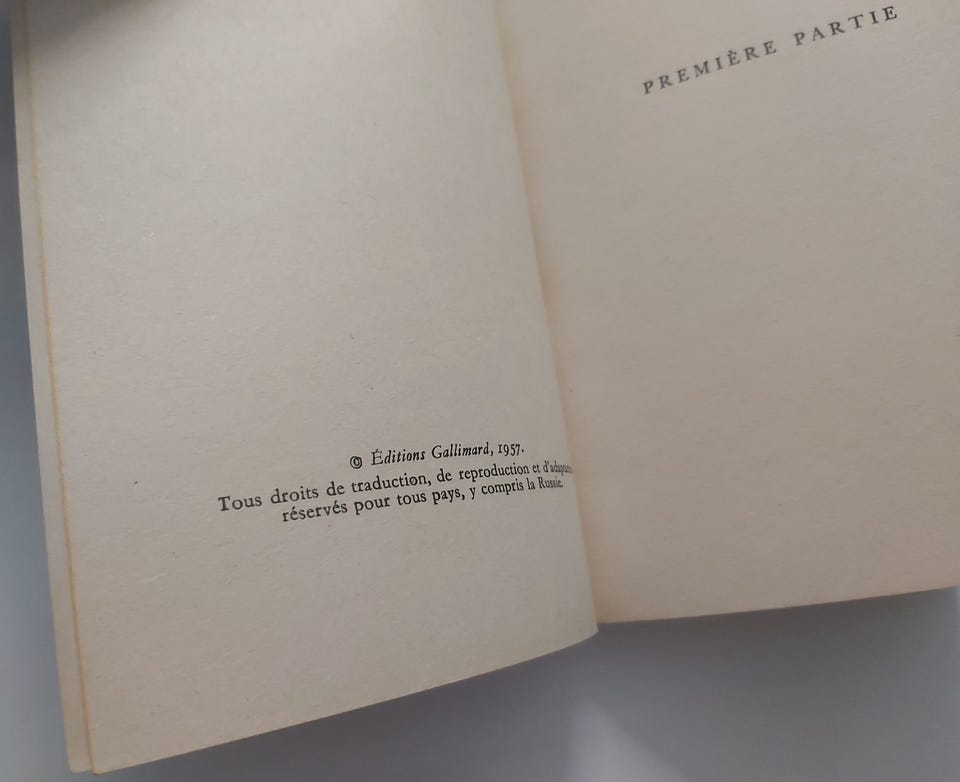 © Éditions Gallimard, 1957.
Tous droits de traduction, de reproduction et
réservés pour tous pays, y compris la Russie.
PREMIÈRE PARTIE